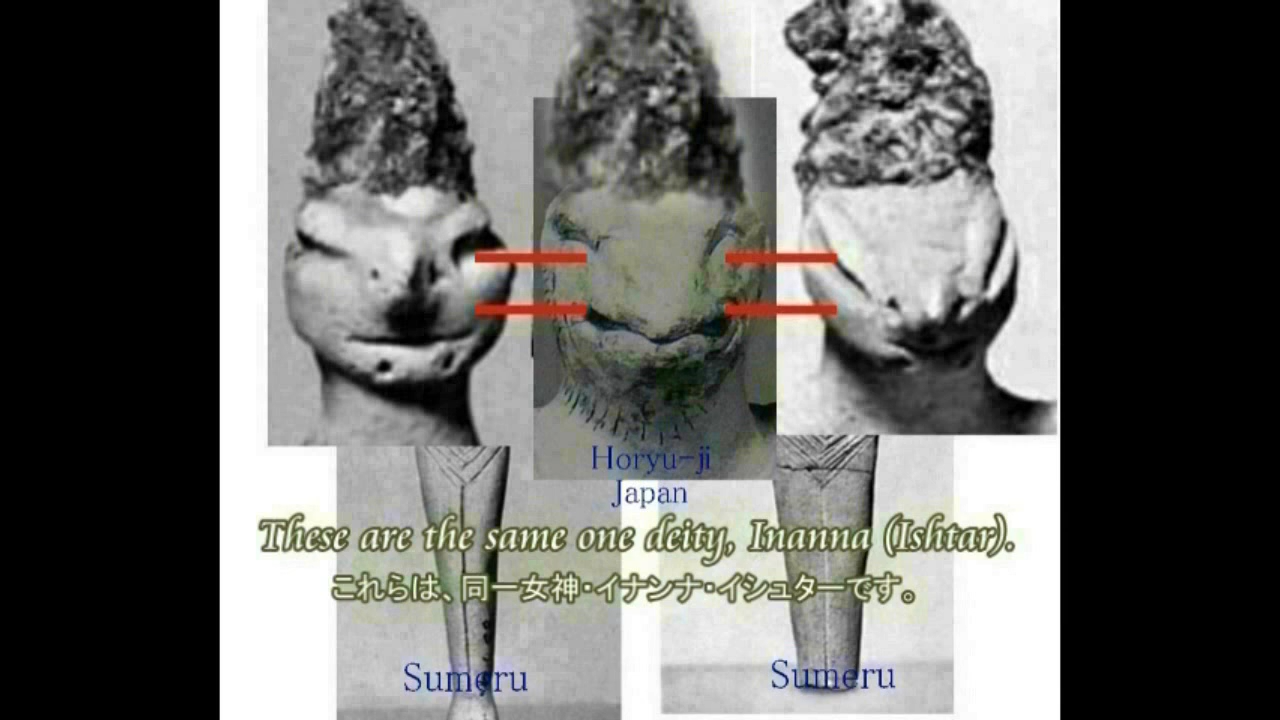 Horyu-ji
Japan
These are the same one deity, Inanna (Ishtar).
これらは、同一女神・イナンナ・イシュターです。
Sumeru
Sumeru